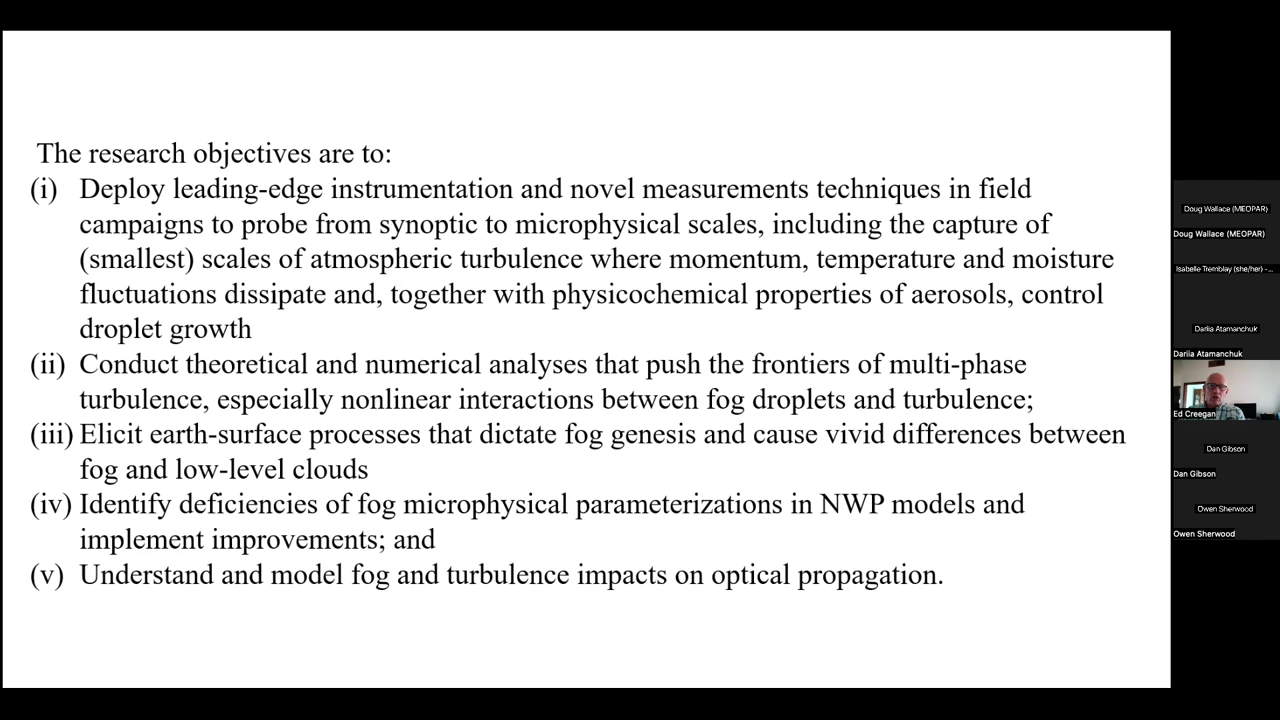 The research objectives are to:
(i) Deploy leading-edge instrumentation and novel measurements techniques in field
campaigns to probe from synoptic to microphysical scales, including the capture of
(smallest) scales of atmospheric turbulence where momentum, temperature and moisture
fluctuations dissipate and, together with physicochemical properties of aerosols, control
droplet growth
(ii) Conduct theoretical and numerical analyses that push the frontiers of multi-phase
turbulence, especially nonlinear interactions between fog droplets and turbulence;
(iii) Elicit earth-surface processes that dictate fog genesis and cause vivid differences between
fog and low-level clouds
(iv) Identify deficiencies of fog microphysical parameterizations in NWP models and
implement improvements; and
(v) Understand and model fog and turbulence impacts on optical propagation.
Doug Wallace (MEOPAR)
Doug Wallace (MEOPAR)
Isabelle Tremblay (she/her) -...
Dariia Atamanchuk
Dariia Atamanchuk
Ed Creegan
Dan Gibson
Dan Gibson
Owen Sherwood
Owen Sherwood